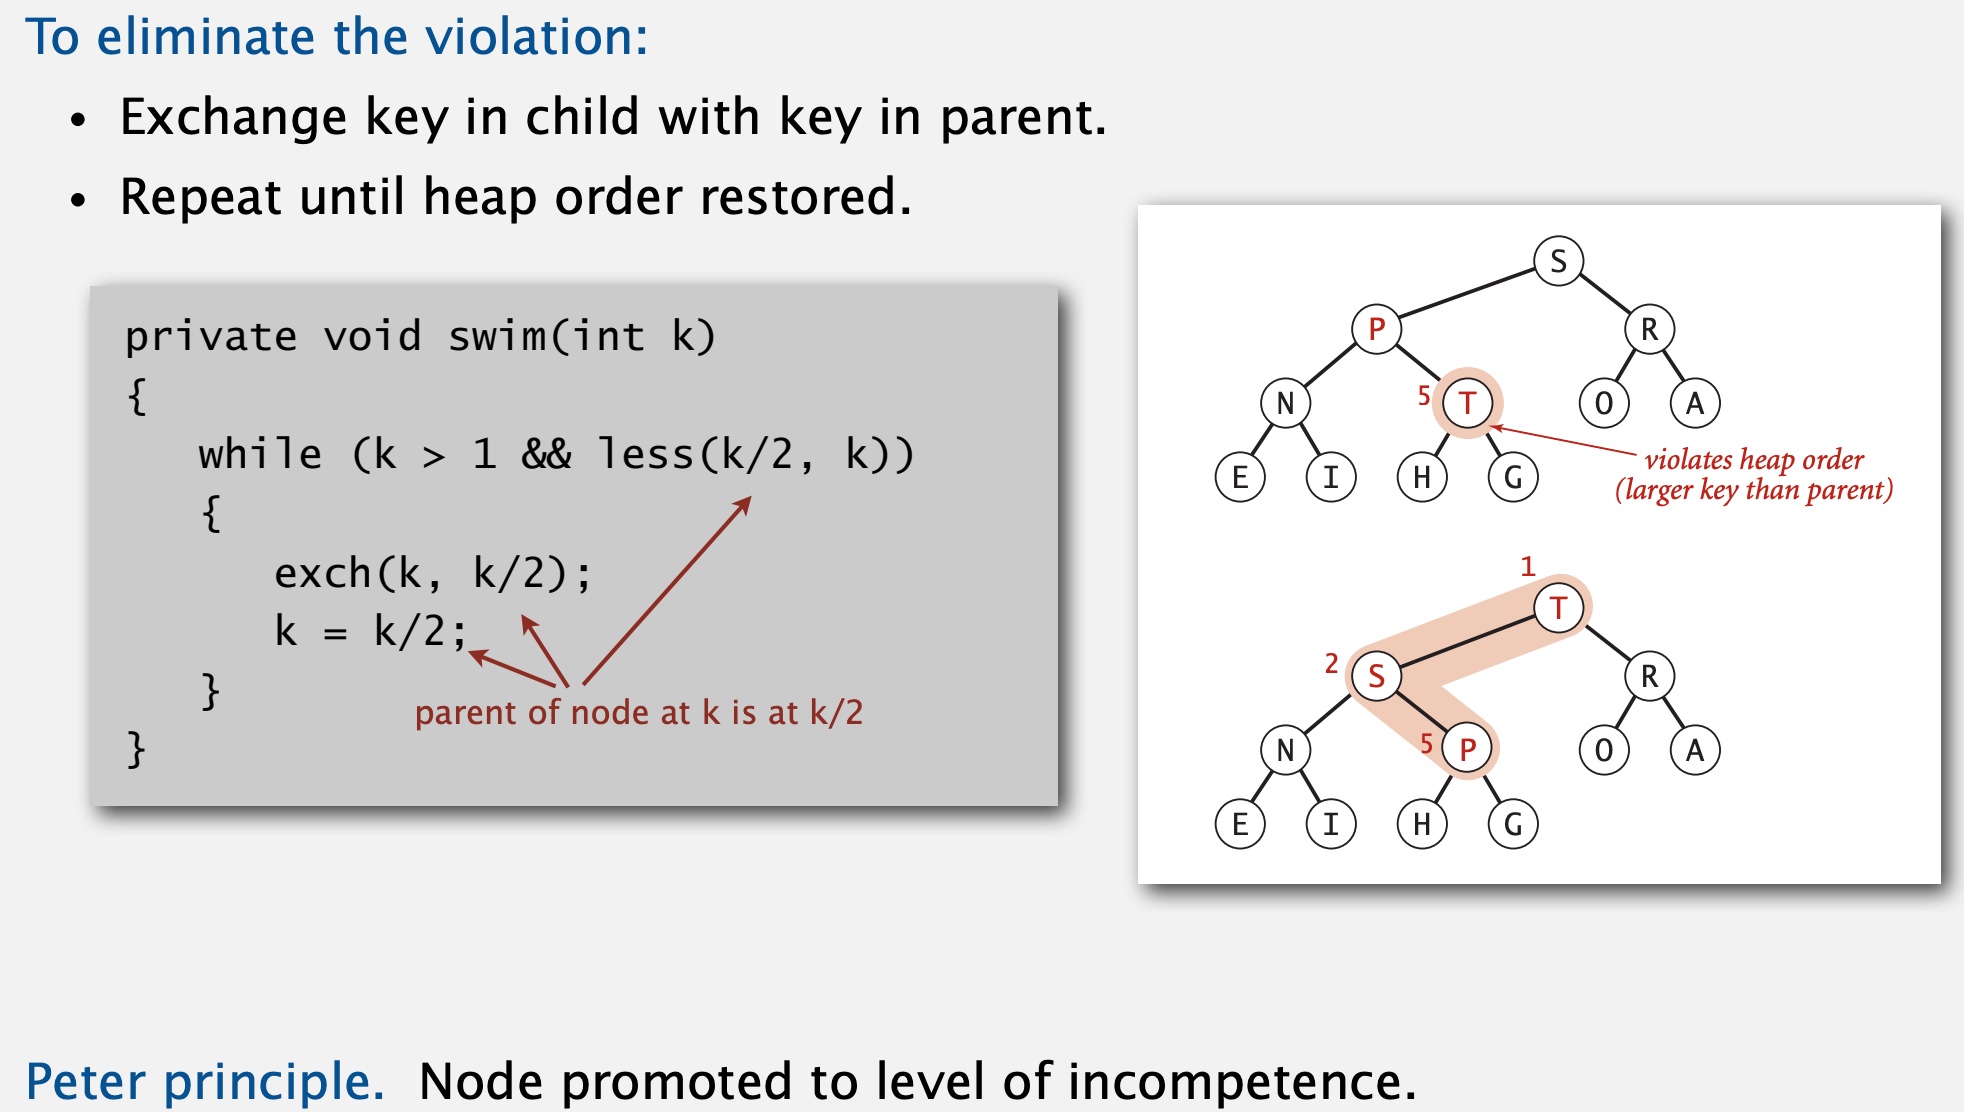 To eliminate the violation:
• Exchange key in child with key in parent.
• Repeat until heap order restored.
private void swim(int k)
{
while (k > 1 && less(k/2, k))
{
exch(k, k/2);
k = k/2;
}
}
parent of node at k is at k/2
S
P R
N 5 T O A
E I H G
violates heap order
(larger key than parent)
1
T
2 S R
N 5 P O A
E I H G
Peter principle. Node promoted to level of incompetence.